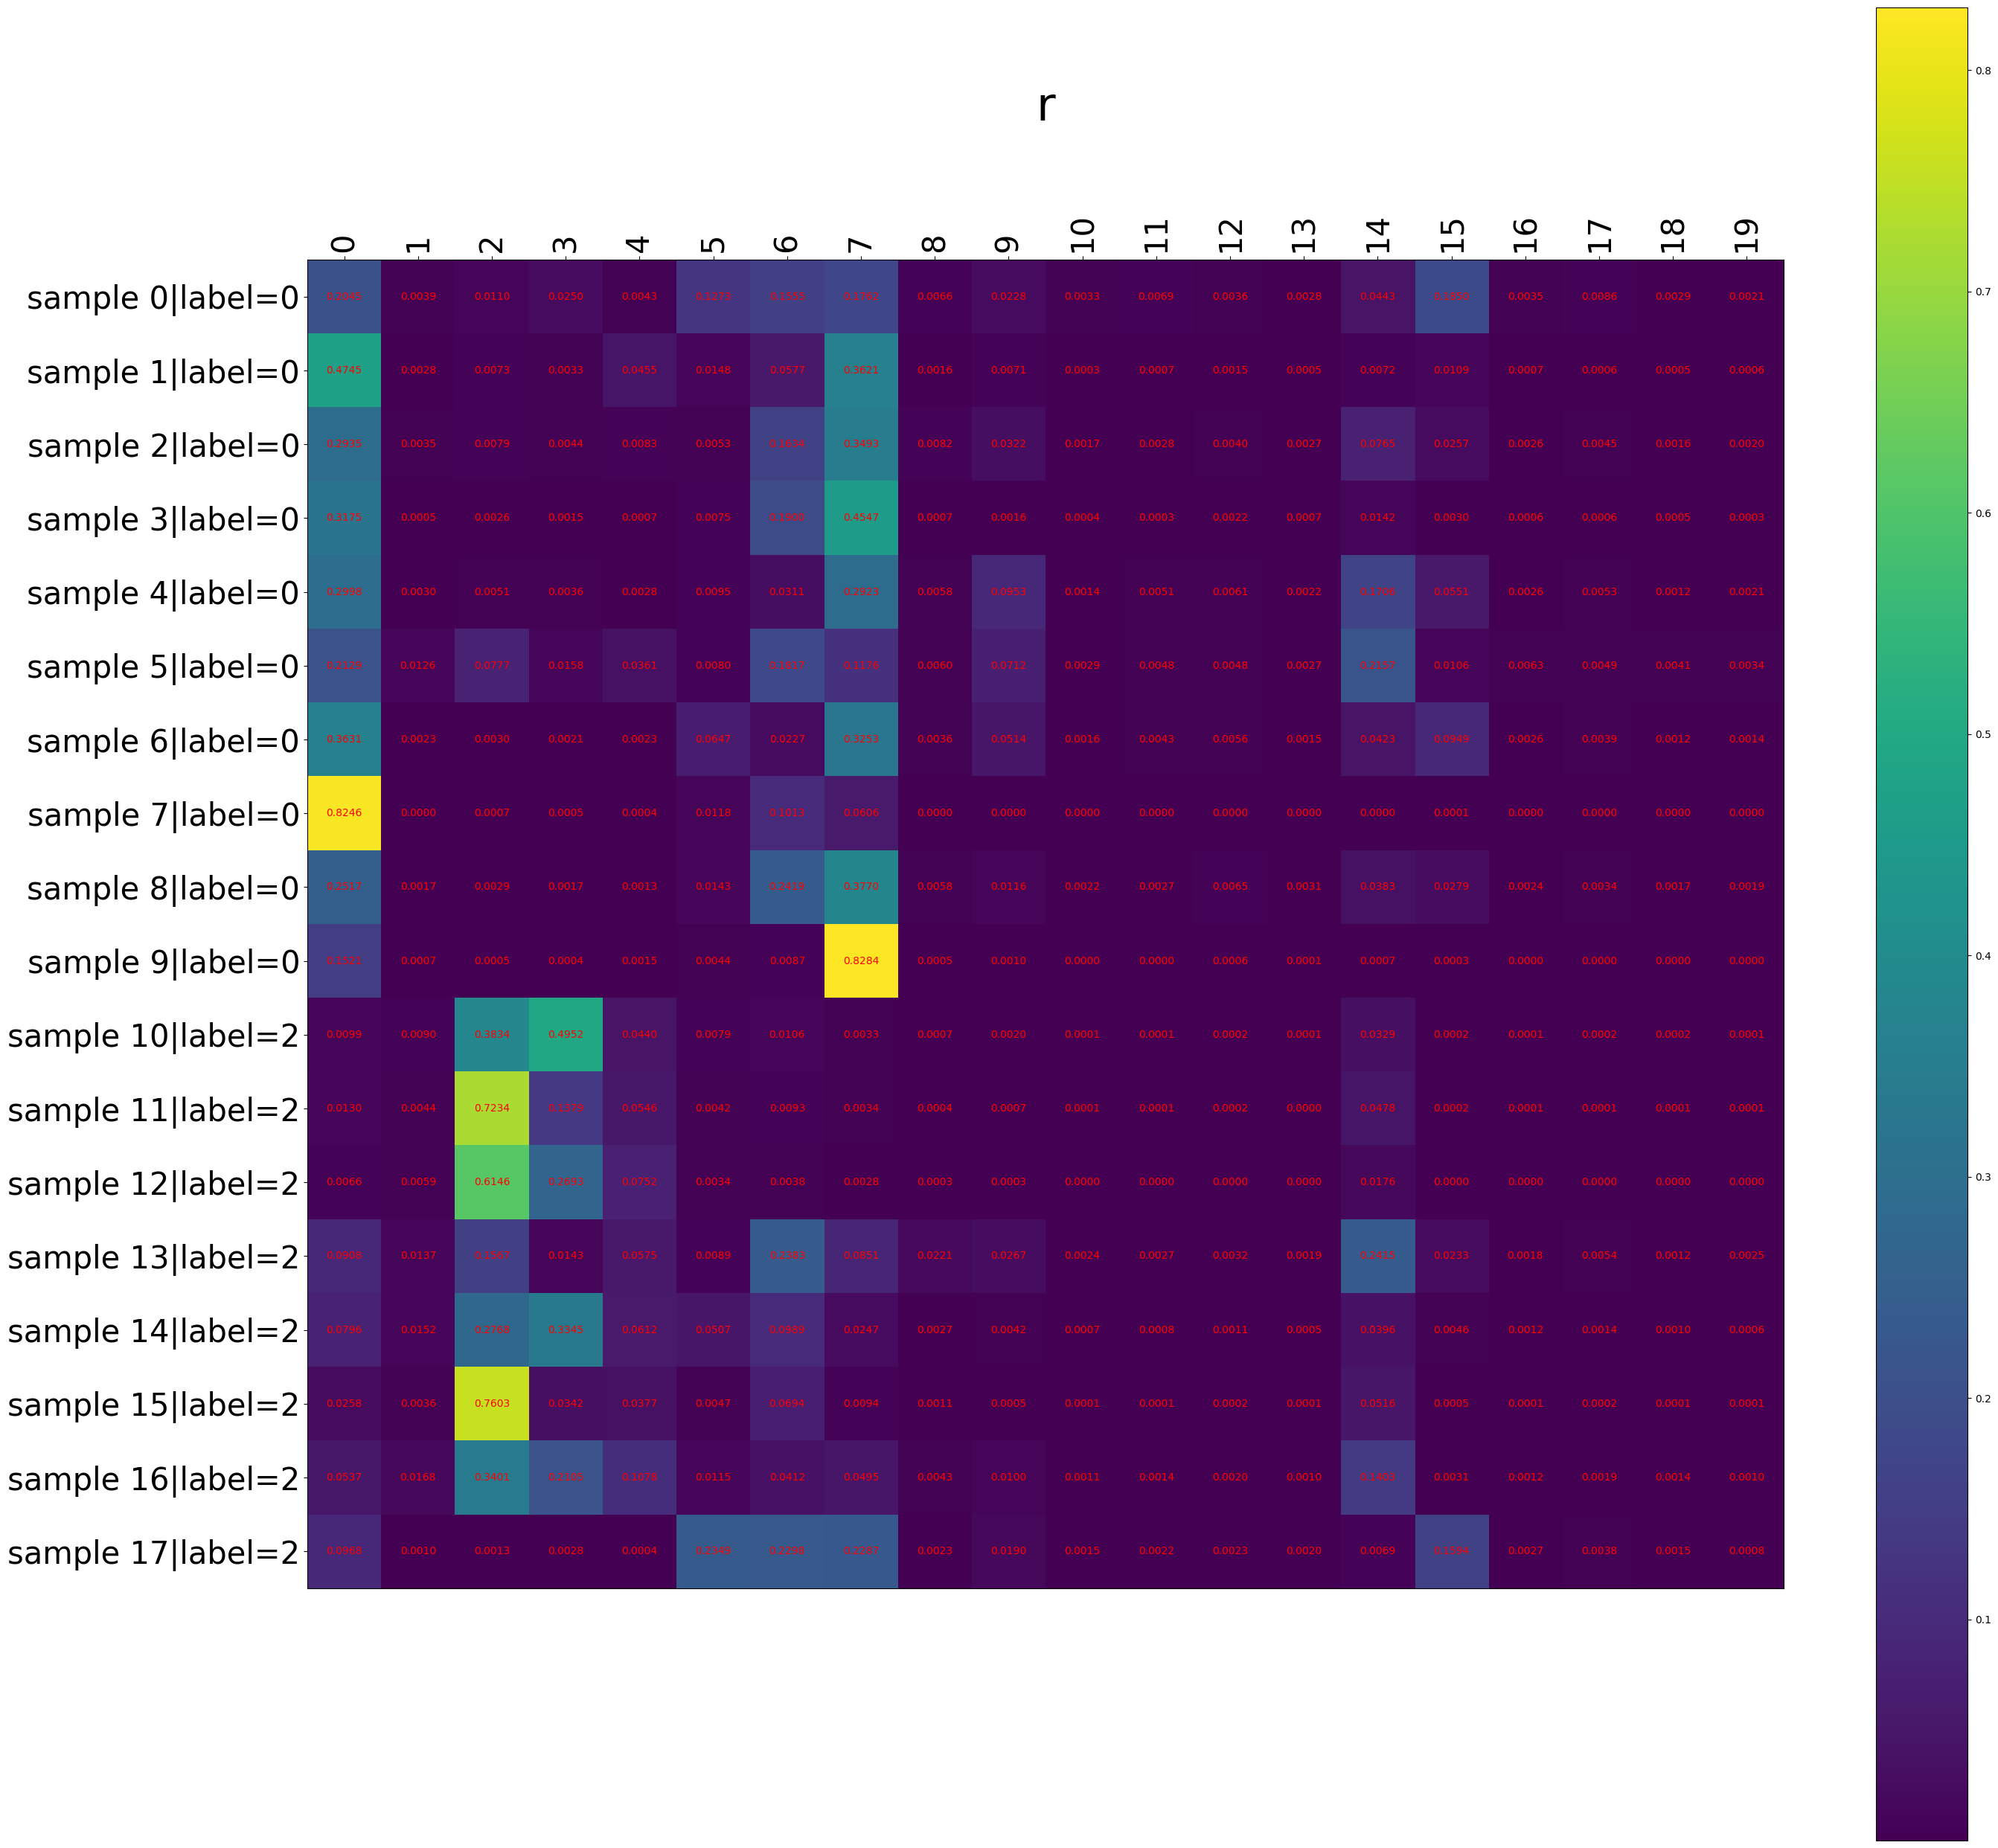 r
0 1 2 3 4 5 6 7 8 9 10 11 12 13 14 15 16 17 18 19
sample 0|label=0 0.0039 0.0110 0.0250 0.0043 0.0066 0.0228 0.0033 0.0069 0.0036 0.0028 0.0443 0.0035 0.0086 0.0029 0.0021
sample 1|label=0 0.4745 0.0028 0.0073 0.0033 0.0455 0.0148 0.0577 0.3621 0.0016 0.0071 0.0003 0.0007 0.0015 0.0005 0.0072 0.0109 0.0007 0.0006 0.0005 0.0006
sample 2|label=0 0.2935 0.0035 0.0079 0.0044 0.0083 0.0053 0.3493 0.0082 0.0322 0.0017 0.0028 0.0040 0.0027 0.0765 0.0257 0.0026 0.0045 0.0016 0.0020
sample 3|label=0 0.3175 0.0005 0.0026 0.0015 0.0007 0.0075 0.4547 0.0007 0.0016 0.0004 0.0003 0.0022 0.0007 0.0142 0.0030 0.0006 0.0006 0.0005 0.0003
sample 4|label=0 0.2998 0.0030 0.0051 0.0036 0.0028 0.0095 0.0311 0.2923 0.0058 0.0953 0.0014 0.0051 0.0061 0.0022 0.0551 0.0026 0.0053 0.0012 0.0021
sample 5|label=0 0.0126 0.0777 0.0158 0.0361 0.0080 0.1176 0.0060 0.0712 0.0029 0.0048 0.0048 0.0027 0.0106 0.0063 0.0049 0.0041 0.0034
sample 6|label=0 0.3631 0.0023 0.0030 0.0021 0.0023 0.0647 0.0227 0.3253 0.0036 0.0514 0.0016 0.0043 0.0056 0.0015 0.0423 0.0949 0.0026 0.0039 0.0012 0.0014
sample 7|label=0 0.8246 0.0000 0.0007 0.0005 0.0004 0.0118 0.1013 0.0606 0.0000 0.0000 0.0000 0.0000 0.0000 0.0000 0.0000 0.0001 0.0000 0.0000 0.0000 0.0000
sample 8|label=0 0.0017 0.0029 0.0017 0.0013 0.0143 0.3770 0.0058 0.0116 0.0022 0.0027 0.0065 0.0031 0.0383 0.0279 0.0024 0.0034 0.0017 0.0019
sample 9|label=0 0.0007 0.0005 0.0004 0.0015 0.0044 0.0087 0.8284 0.0005 0.0010 0.0000 0.0000 0.0006 0.0001 0.0007 0.0003 0.0000 0.0000 0.0000 0.0000
sample 10|label=2 0.0099 0.0090 0.3834 0.4952 0.0440 0.0079 0.0106 0.0033 0.0007 0.0020 0.0001 0.0001 0.0002 0.0001 0.0329 0.0002 0.0001 0.0002 0.0002 0.0001
sample 11|label=2 0.0130 0.0044 0.7234 0.0546 0.0042 0.0093 0.0034 0.0004 0.0007 0.0001 0.0001 0.0002 0.0000 0.0478 0.0002 0.0001 0.0001 0.0001 0.0001
sample 12|label=2 0.0066 0.0059 0.6146 0.2693 0.0752 0.0034 0.0038 0.0028 0.0003 0.0003 0.0000 0.0000 0.0000 0.0000 0.0176 0.0000 0.0000 0.0000 0.0000 0.0000
sample 13|label=2 0.0908 0.0137 0.0143 0.0575 0.0089 0.0851 0.0221 0.0267 0.0024 0.0027 0.0032 0.0019 0.0233 0.0018 0.0054 0.0012 0.0025
sample 14|label=2 0.0796 0.0152 0.2768 0.3345 0.0612 0.0507 0.0247 0.0027 0.0042 0.0007 0.0008 0.0011 0.0005 0.0396 0.0046 0.0012 0.0014 0.0010 0.0006
sample 15|label=2 0.0258 0.0036 0.7603 0.0342 0.0377 0.0047 0.0694 0.0094 0.0011 0.0005 0.0001 0.0001 0.0002 0.0001 0.0516 0.0005 0.0001 0.0002 0.0001 0.0001
sample 16|label=2 0.0537 0.0168 0.3401 0.1078 0.0115 0.0412 0.0495 0.0043 0.0100 0.0011 0.0014 0.0020 0.0010 0.0031 0.0012 0.0019 0.0014 0.0010
sample 17|label=2 0.0968 0.0010 0.0013 0.0028 0.0004 0.0023 0.0190 0.0015 0.0022 0.0023 0.0020 0.0069 0.0027 0.0038 0.0015 0.0008
0.8
0.7
0.6
0.5
0.4
0.3
0.2
0.1